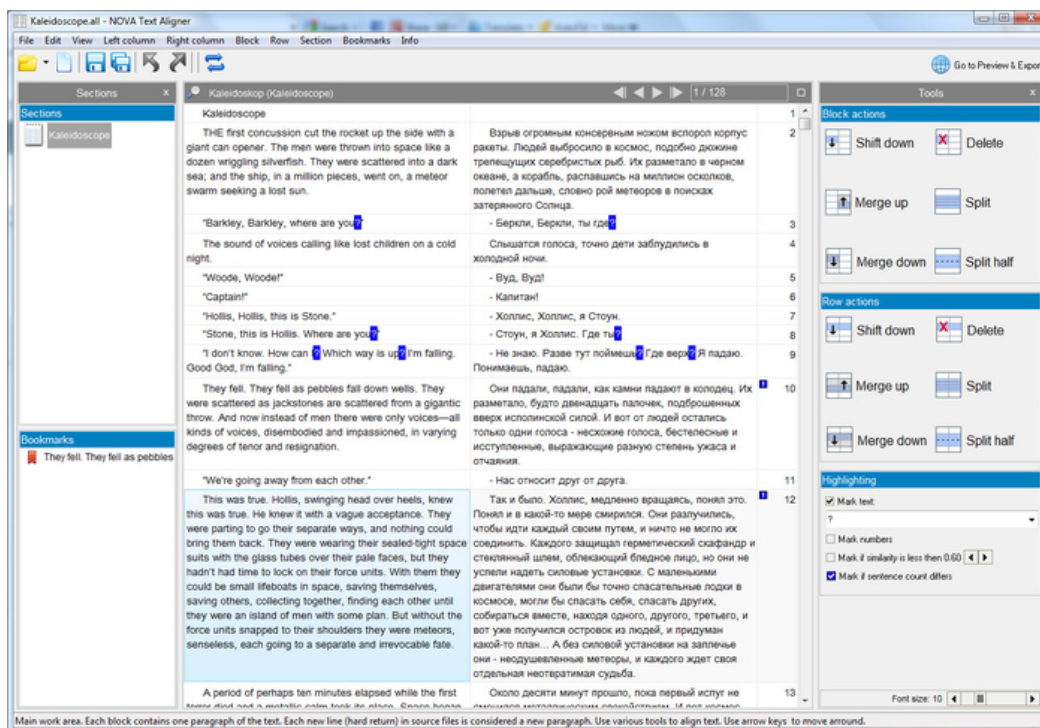 Kaleidoscope.all - NOVA Text Aligner
File Edit View Left column Right column Block Row Section Bookmarks Info
Go to Preview & Export
Sections x
Sections
Kaleidoscope
Bookmarks
They fell. They fell as pebbles
Kaleidoskop (Kaleidoscope) 1 / 128
Kaleidoscope 1
THE first concussion cut the rocket up the side with a
giant can opener. The men were thrown into space like a
dozen wriggling silverfish. They were scattered into a dark
sea; and the ship, in a million pieces, went on, a meteor
swarm seeking a lost sun.
Взрыв огромным консервным ножом вспорол корпус
ракеты. Людей выбросило в космос, подобно дюжине
трепещущих серебристых рыб. Их разметало в черном
океане, а корабль, распавшись на миллион осколков,
полетел дальше, словно рой метеоров в поисках
затерянного Солнца.
2
"Barkley, Barkley, where are you?"
- Беркли, Беркли, ты где?
3
The sound of voices calling like lost children on a cold
night.
Слышатся голоса, точно дети заблудились в
холодной ночи.
4
"Woode, Woode!"
- Вуд, Вуд!
5
"Captain!"
- Капитан!
6
"Hollis, Hollis, this is Stone."
- Холлис, Холлис, я Стоун.
7
"Stone, this is Hollis. Where are you?"
- Стоун, я Холлис. Где ты?
8
"I don't know. How can ? Which way is up? I'm falling.
Good God, I'm falling."
- Не знаю. Разве тут поймешь? Где верх? Я падаю.
Понимаешь, падаю.
9
They fell. They fell as pebbles fall down wells. They
were scattered as jackstones are scattered from a gigantic
throw. And now instead of men there were only voices—all
kinds of voices, disembodied and impassioned, in varying
degrees of tenor and resignation.
Они падали, падали, как камни падают в колодец. Их
разметало, будто двенадцать палочек, подброшенных
вверх исполинской силой. И вот от людей остались
только одни голоса - несхожие голоса, бестелесные и
исступленные, выражающие разную степень ужаса и
отчаяния.
! 10
"We're going away from each other."
- Нас относит друг от друга.
11
This was true. Hollis, swinging head over heels, knew
this was true. He knew it with a vague acceptance. They
were parting to go their separate ways, and nothing could
bring them back. They were wearing their sealed-tight space
suits with the glass tubes over their pale faces, but they
hadn't had time to lock on their force units. With them they
could be small lifeboats in space, saving themselves,
saving others, collecting together, finding each other until
they were an island of men with some plan. But without the
force units snapped to their shoulders they were meteors,
senseless, each going to a separate and irrevocable fate.
Так и было. Холлис, медленно вращаясь, понял это.
Понял и в какой-то мере смирился. Они разлучились,
чтобы идти каждый своим путем, и ничто не могло их
соединить. Каждого защищал герметический скафандр и
стеклянный шлем, облекающий бледное лицо, но они не
успели надеть силовые установки. С маленькими
двигателями они были бы точно спасательные лодки в
космосе, могли бы спасать себя, спасать других,
собираться вместе, находя одного, другого, третьего, и
вот уже получился островок из людей, и придуман
какой-то план... А без силовой установки на заплечье
они - неодушевленные метеоры, и каждого ждет своя
отдельная неотвратимая судьба.
! 12
A period of perhaps ten minutes elapsed while the first
terror died and a metallic calm took its place. Space began
Около десяти минут прошло, пока первый испуг не
сменился металлическим спокойствием. И вот космос
13
Tools x
Block actions
Shift down Delete
Merge up Split
Merge down Split half
Row actions
Shift down Delete
Merge up Split
Merge down Split half
Highlighting
Mark text:
?
Mark numbers
Mark if similarity is less then 0.60
Mark if sentence count differs
Font size: 10
Main work area. Each block contains one paragraph of the text. Each new line (hard return) in source files is considered a new paragraph. Use various tools to align text. Use arrow keys to move arround.